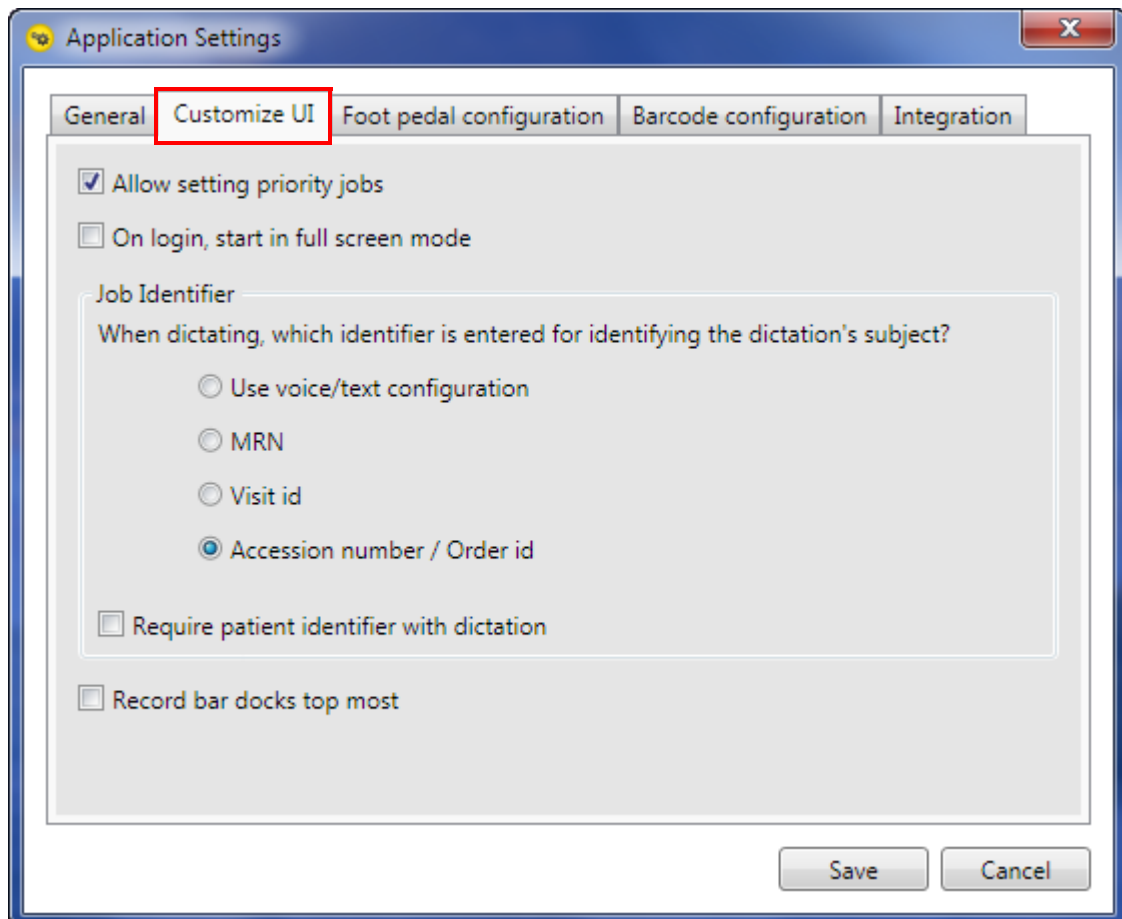 Application Settings
General Customize UI Foot pedal configuration Barcode configuration Integration
Allow setting priority jobs
On login, start in full screen mode
Job Identifier
When dictating, which identifier is entered for identifying the dictation's subject?
Use voice/text configuration
MRN
Visit id
Accession number / Order id
Require patient identifier with dictation
Record bar docks top most
Save Cancel